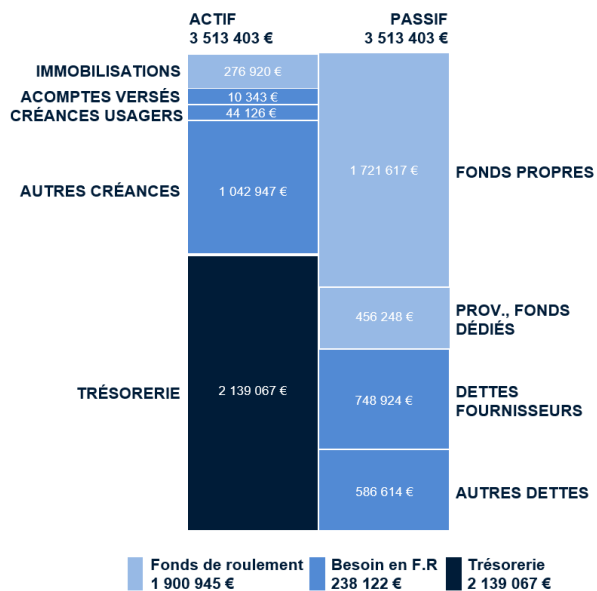 ACTIF
3 513 403 €
PASSIF
3 513 403 €
IMMOBILISATIONS
276 920 €
ACOMPTES VERSÉS
10 343 €
CRÉANCES USAGERS
44 126 €
AUTRES CRÉANCES
1 042 947 €
TRÉSORERIE
2 139 067 €
1 721 617 €
FONDS PROPRES
456 248 €
PROV., FONDS
DÉDIÉS
748 924 €
DETTES
FOURNISSEURS
586 614 €
AUTRES DETTES
Fonds de roulement
1 900 945 €
Besoin en F.R
238 122 €
Trésorerie
2 139 067 €